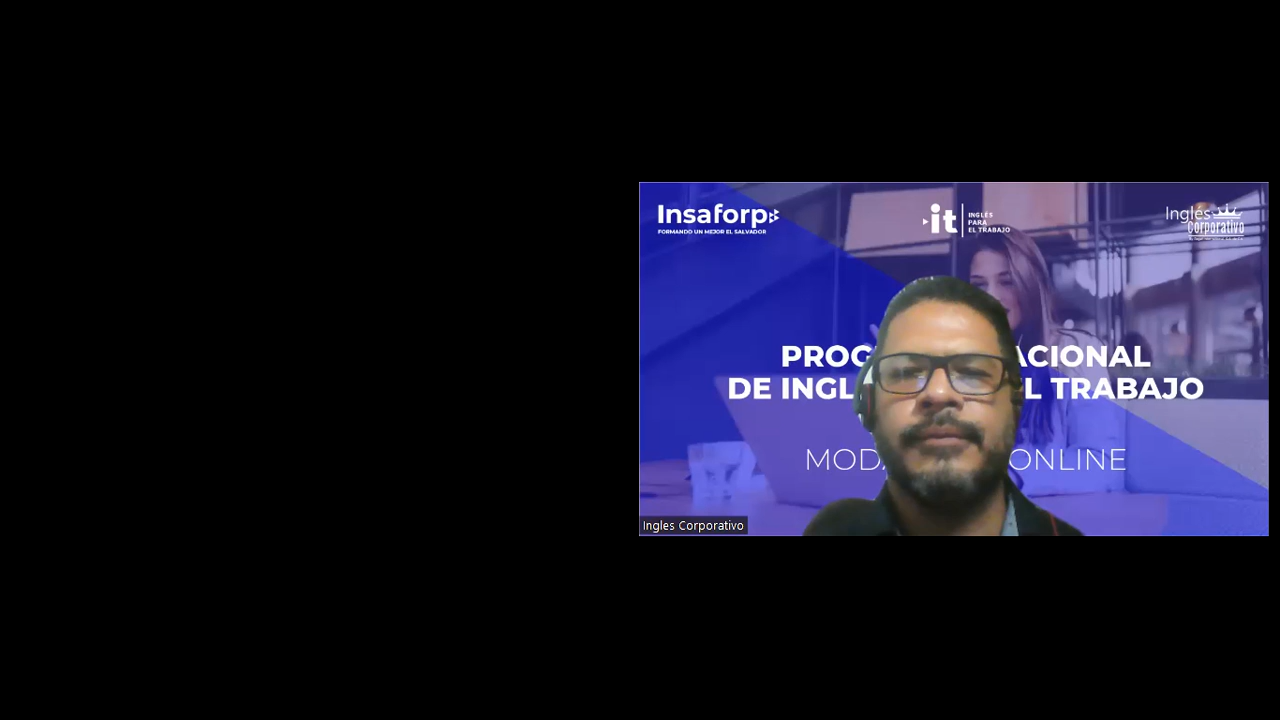 Insaforp
FORMANDO UN MEJOR EL SALVADOR
it
INGLÉS
PARA
EL TRABAJO
Inglés
Corporativo
PROG ACIONAL
DE INGL L TRABAJO
MODA ONLINE
Ingles Corporativo